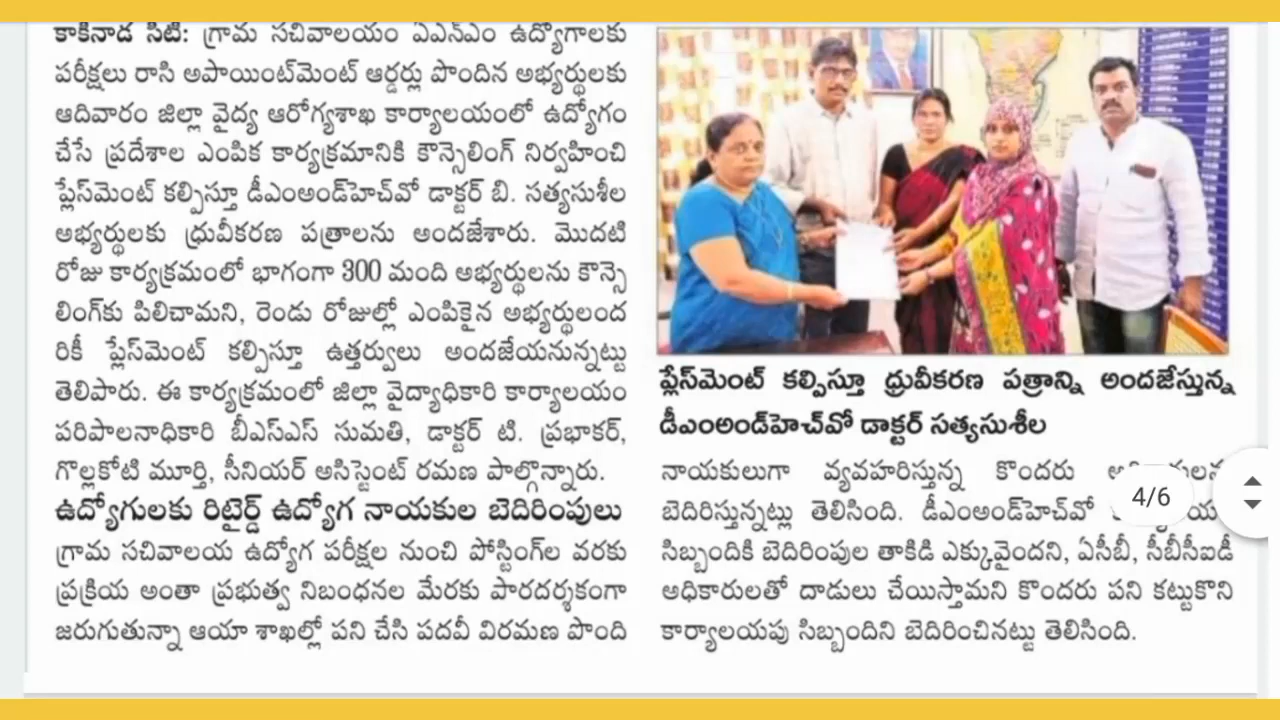 కాకినాడ సిటీ: గ్రామ సచివాలయం ఏఎన్ఎం ఉద్యోగాలకు
పరీక్షలు రాసి అపాయింట్‌మెంట్ ఆర్డర్లు పొందిన అభ్యర్థులకు
ఆదివారం జిల్లా వైద్య ఆరోగ్యశాఖ కార్యాలయంలో ఉద్యోగం
చేసే ప్రదేశాల ఎంపిక కార్యక్రమానికి కౌన్సెలింగ్ నిర్వహించి
ప్లేస్‌మెంట్ కల్పిస్తూ డీఎంఅండ్‌హెచ్‌వో డాక్టర్ బి. సత్యసుశీల
అభ్యర్థులకు ధ్రువీకరణ పత్రాలను అందజేశారు. మొదటి
రోజు కార్యక్రమంలో భాగంగా 300 మంది అభ్యర్థులను కౌన్సె
లింగ్‌కు పిలిచామని, రెండు రోజుల్లో ఎంపికైన అభ్యర్థులంద
రికీ ప్లేస్‌మెంట్ కల్పిస్తూ ఉత్తర్వులు అందజేయనున్నట్టు
తెలిపారు. ఈ కార్యక్రమంలో జిల్లా వైద్యాధికారి కార్యాలయం
పరిపాలనాధికారి బీఎస్ఎస్ సుమతి, డాక్టర్ టి. ప్రభాకర్,
గొల్లకోటి మూర్తి, సీనియర్ అసిస్టెంట్ రమణ పాల్గొన్నారు.
ఉద్యోగులకు రిటైర్డ్ ఉద్యోగ నాయకుల బెదిరింపులు
గ్రామ సచివాలయ ఉద్యోగ పరీక్షల నుంచి పోస్టింగ్‌ల వరకు
ప్రక్రియ అంతా ప్రభుత్వ నిబంధనల మేరకు పారదర్శకంగా
జరుగుతున్నా ఆయా శాఖల్లో పని చేసి పదవీ విరమణ పొంది
ప్లేస్‌మెంట్ కల్పిస్తూ ధ్రువీకరణ పత్రాన్ని అందజేస్తున్న
డీఎంఅండ్‌హెచ్‌వో డాక్టర్ సత్యసుశీల
నాయకులుగా వ్యవహరిస్తున్న కొందరు
బెదిరిస్తున్నట్లు తెలిసింది. డీఎంఅండ్‌హెచ్‌వో
4/6
సిబ్బందికి బెదిరింపుల తాకిడి ఎక్కువైందని, ఏసీబీ, సీబీసీఐడీ
అధికారులతో దాడులు చేయిస్తామని కొందరు పని కట్టుకొని
కార్యాలయపు సిబ్బందిని బెదిరించినట్టు తెలిసింది.